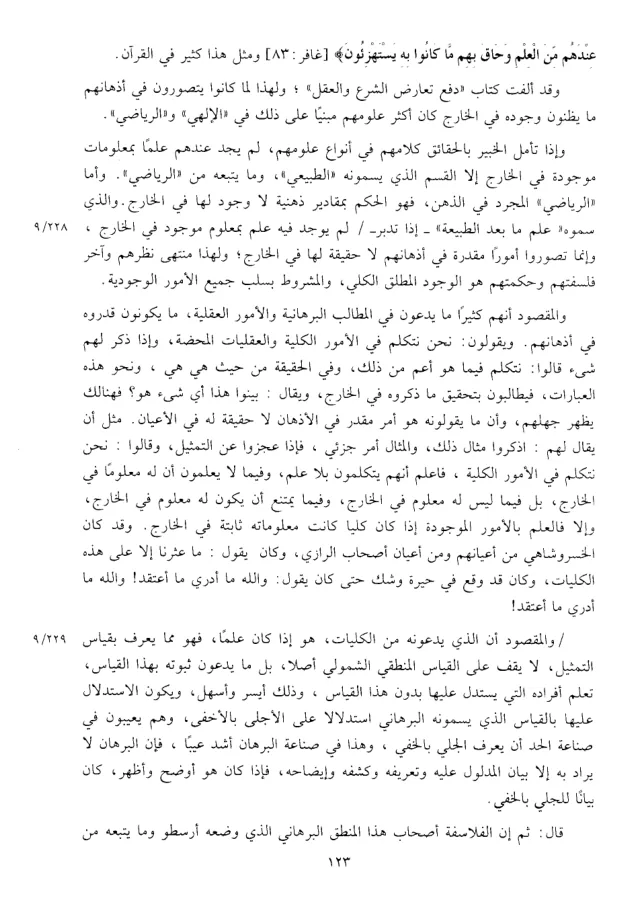 عِنْدَهُم مِّنَ الْعِلْمِ وَحَاقَ بِهِم مَّا كَانُوا بِهِ يَسْتَهْزِئُونَ﴾ [غافر: ٨٣] ومثل هذا كثير في القرآن.
وقد ألفت كتاب «دفع تعارض الشرع والعقل» ؛ ولهذا لما كانوا يتصورون في أذهانهم
ما يظنون وجوده في الخارج كان أكثر علومهم مبنيًا على ذلك في «الإلهي» و«الرياضي».
وإذا تأمل الخبير بالحقائق كلامهم في أنواع علومهم، لم يجد عندهم علمًا بمعلومات
موجودة في الخارج إلا القسم الذي يسمونه «الطبيعي»، وما يتبعه من «الرياضي». وأما
«الرياضي» المجرد في الذهن، فهو الحكم بمقادير ذهنية لا وجود لها في الخارج.والذي
سموه« علم ما بعد الطبيعة» ـ إذا تدبرـ / لم يوجد فيه علم بمعلوم موجود في الخارج ، ٩/٢٢٨
وإنما تصوروا أمورًا مقدرة في أذهانهم لا حقيقة لها في الخارج؛ ولهذا منتهى نظرهم وآخر
فلسفتهم وحكمتهم هو الوجود المطلق الكلي، والمشروط بسلب جميع الأمور الوجودية.
والمقصود أنهم كثيرًا ما يدعون في المطالب البرهانية والأمور العقلية، ما يكونون قدروه
في أذهانهم. ويقولون: نحن نتكلم في الأمور الكلية والعقليات المحضة، وإذا ذكر لهم
شىء قالوا: نتكلم فيما هو أعم من ذلك، وفي الحقيقة من حيث هي هي ، ونحو هذه
العبارات، فيطالبون بتحقيق ما ذكروه في الخارج، ويقال : بينوا هذا أي شىء هو؟ فهنالك
يظهر جهلهم، وأن ما يقولونه هو أمر مقدر في الأذهان لا حقيقة له في الأعيان. مثل أن
يقال لهم : اذكروا مثال ذلك، والمثال أمر جزئي ، فإذا عجزوا عن التمثيل، وقالوا : نحن
نتكلم في الأمور الكلية ، فاعلم أنهم يتكلمون بلا علم، وفيما لا يعلمون أن له معلومًا في
الخارج، بل فيما ليس له معلوم في الخارج، وفيما يمتنع أن يكون له معلوم في الخارج،
وإلا فالعلم بالأمور الموجودة إذا كان كليا كانت معلوماته ثابتة في الخارج. وقد كان
الخسروشاهي من أعيانهم ومن أعيان أصحاب الرازي، وكان يقول : ما عثرنا إلا على هذه
الكليات، وكان قد وقع في حيرة وشك حتى كان يقول: والله ما أدري ما أعتقد! والله ما
أدري ما أعتقد!
/ والمقصود أن الذي يدعونه من الكليات، هو إذا كان علمًا، فهو مما يعرف بقياس ٩/٢٢٩
التمثيل، لا يقف على القياس المنطقي الشمولي أصلا، بل ما يدعون ثبوته بهذا القياس،
تعلم أفراده التي يستدل عليها بدون هذا القياس ، وذلك أيسر وأسهل، ويكون الاستدلال
عليها بالقياس الذي يسمونه البرهاني استدلالا على الأجلى بالأخفى، وهم يعيبون في
صناعة الحد أن يعرف الجلي بالخفي ، وهذا في صناعة البرهان أشد عيبًا ، فإن البرهان لا
يراد به إلا بيان المدلول عليه وتعريفه وكشفه وإيضاحه، فإذا كان هو أوضح وأظهر، كان
بيانًا للجلي بالخفي.
قال: ثم إن الفلاسفة أصحاب هذا المنطق البرهاني الذي وضعه أرسطو وما يتبعه من
١٢٣